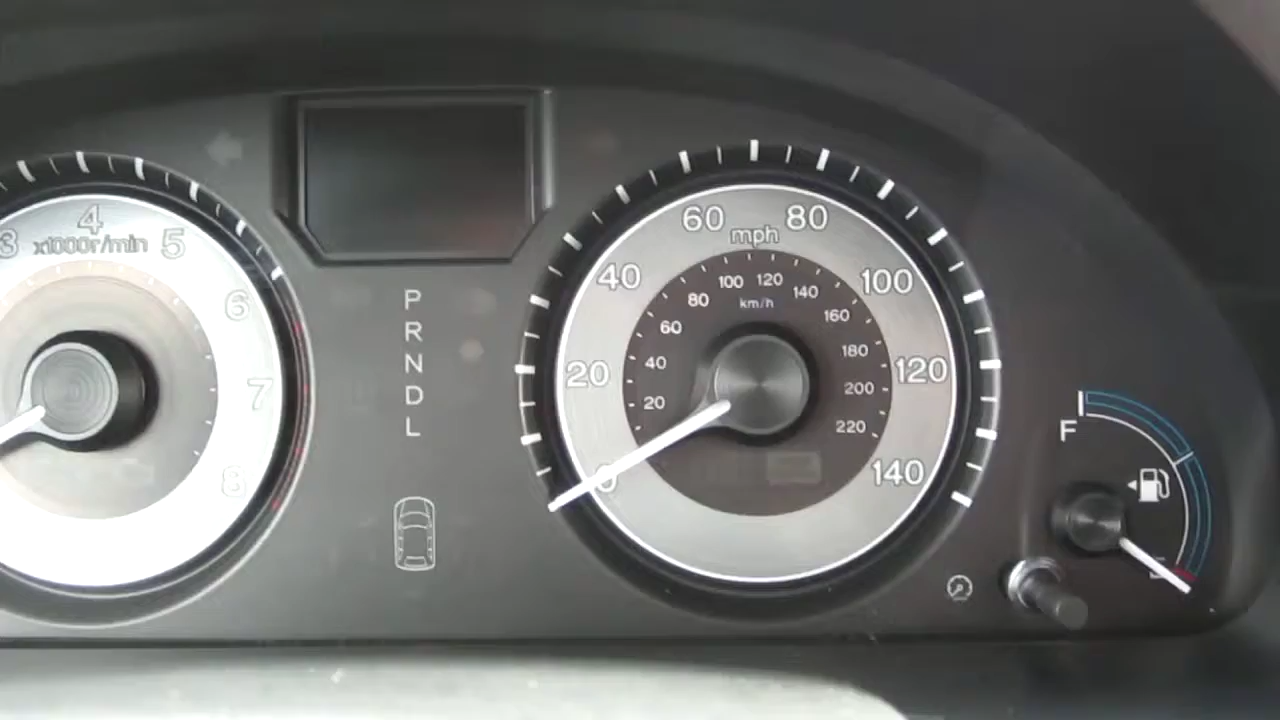 3 4 5 6 7 8
x1000r/min
P
R
N
D
L
0 20 40 60 80 100 120 140
mph
20 40 60 80 100 120 140 160 180 200 220
km/h
F